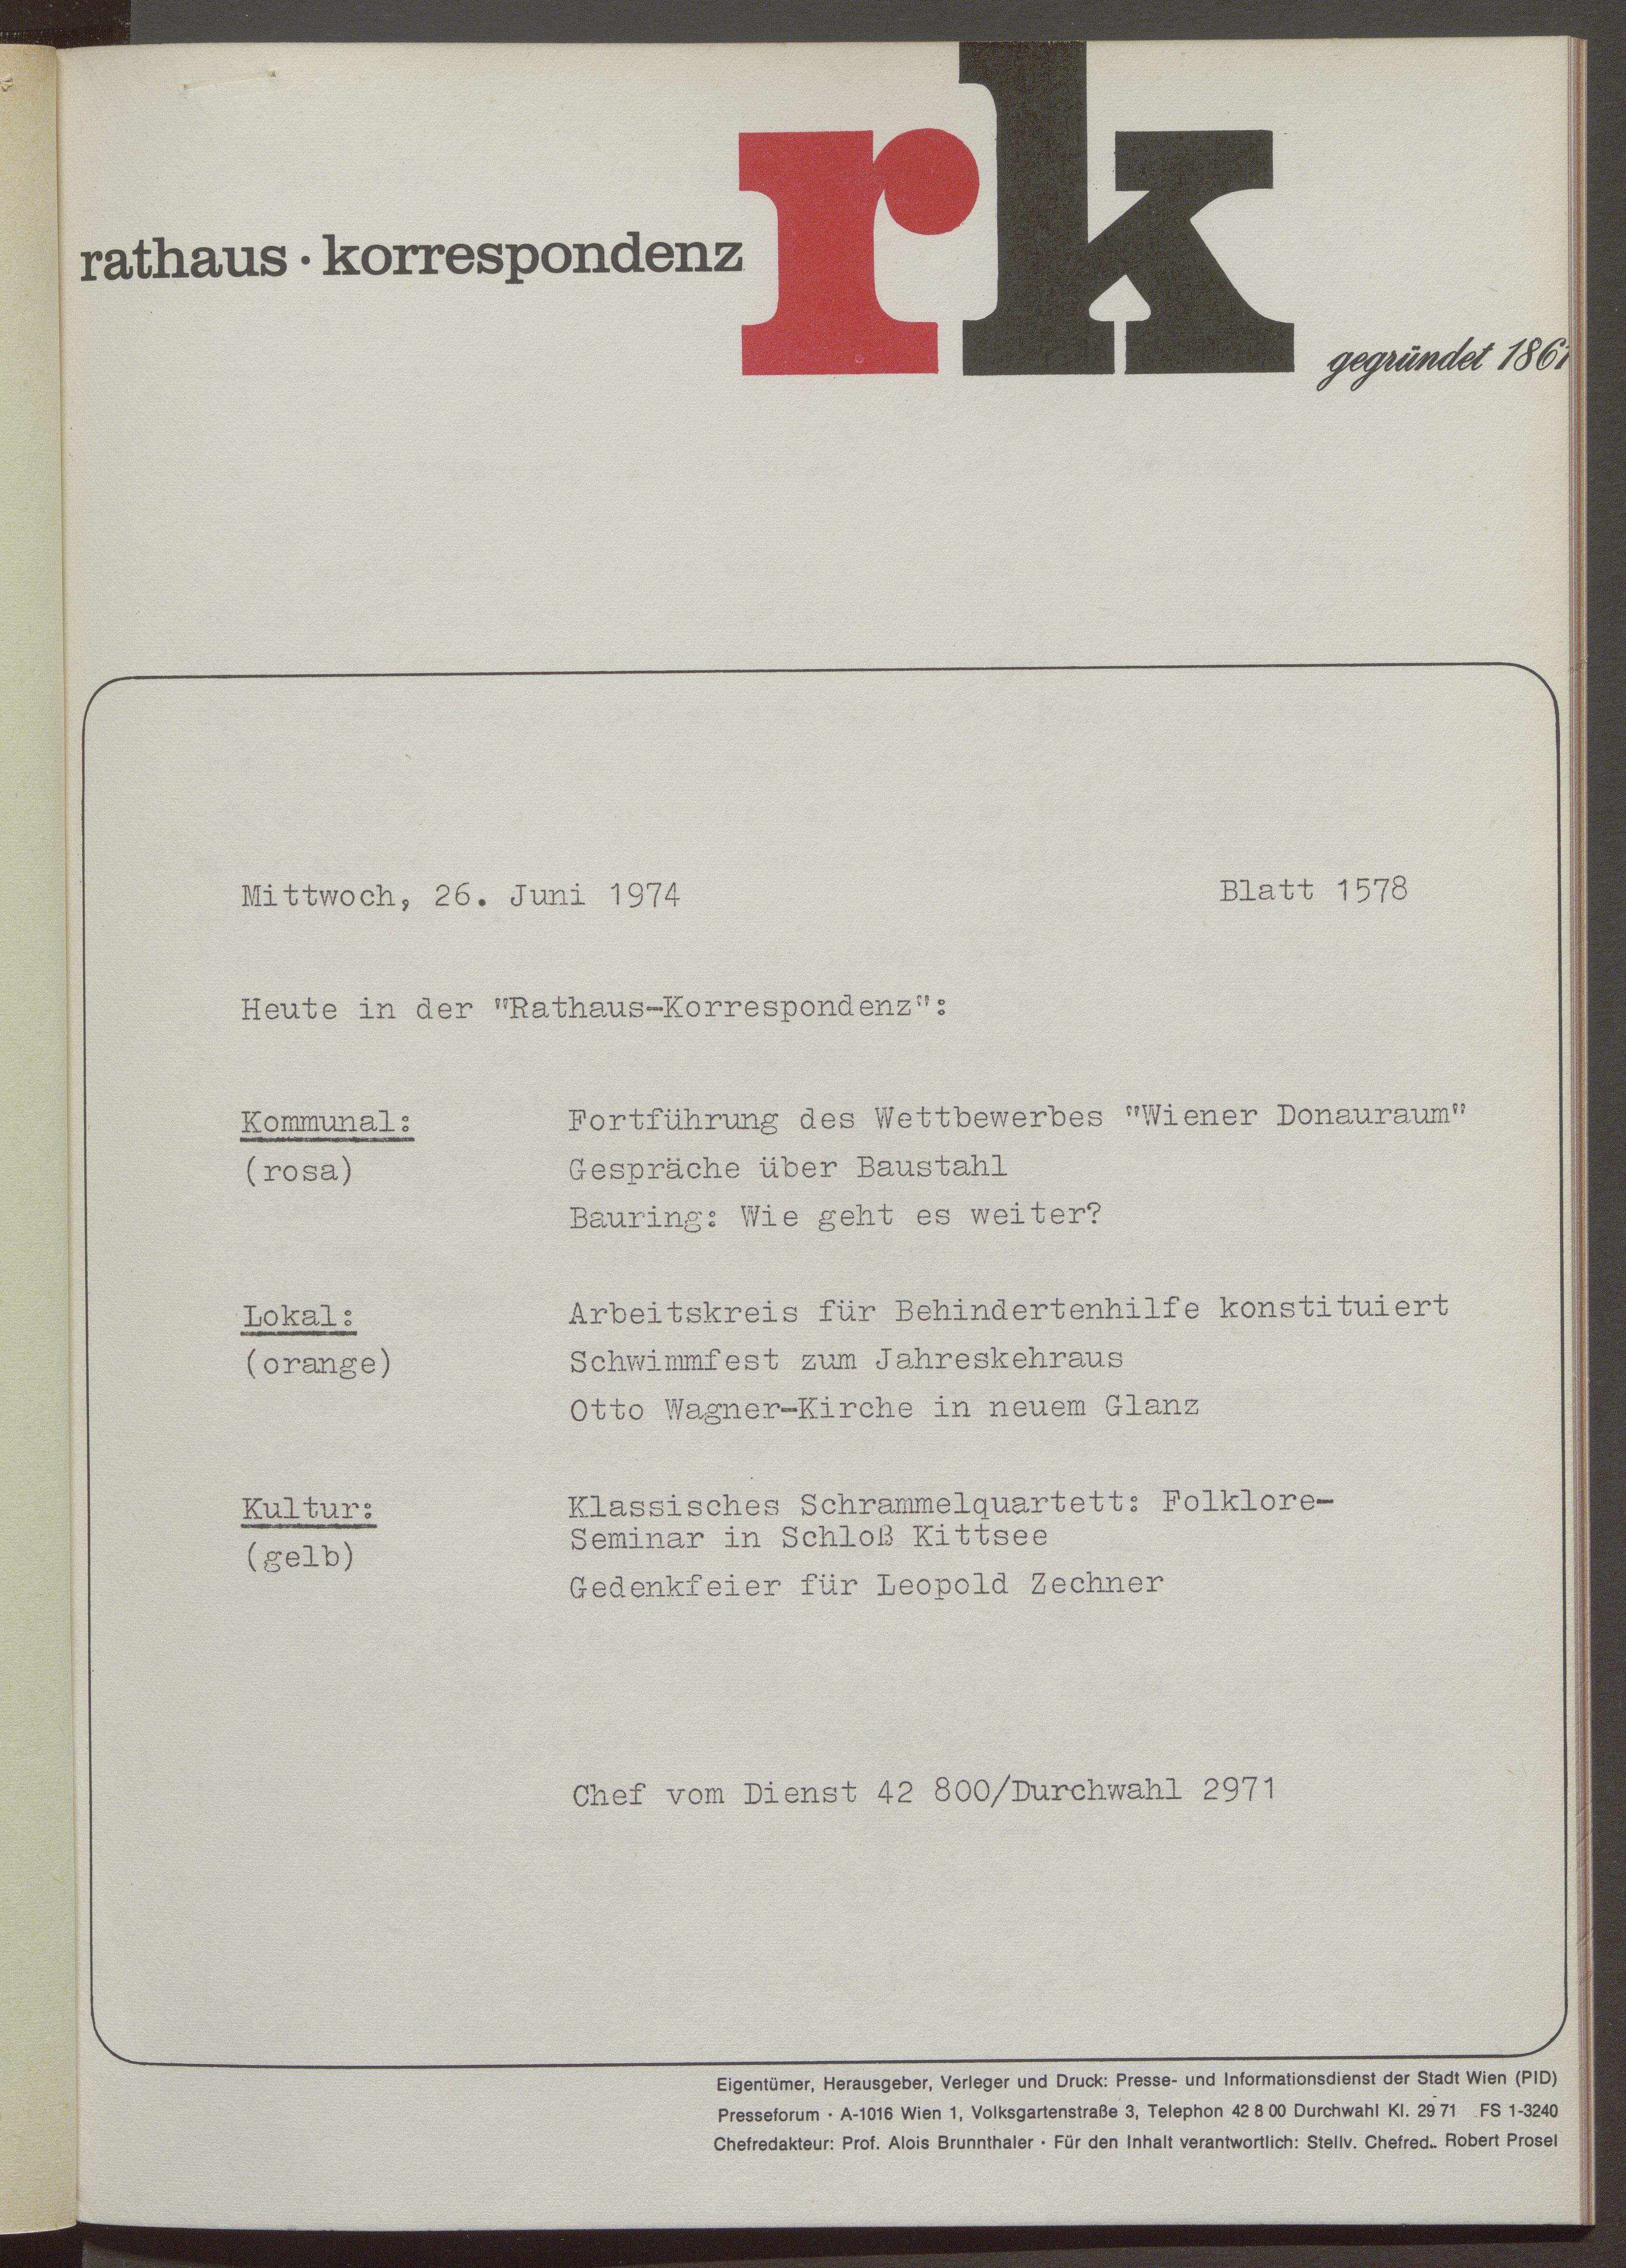 rathaus · korrespondenz
rk
gegründet 1861
Mittwoch, 26. Juni 1974 Blatt 1578
Heute in der "Rathaus-Korrespondenz":
Kommunal: Fortführung des Wettbewerbes "Wiener Donauraum"
(rosa) Gespräche über Baustahl
Bauring: Wie geht es weiter?
Lokal: Arbeitskreis für Behindertenhilfe konstituiert
(orange) Schwimmfest zum Jahreskehraus
Otto Wagner-Kirche in neuem Glanz
Kultur: Klassisches Schrammelquartett: Folklore-
Seminar in Schloß Kittsee
(gelb)
Gedenkfeier für Leopold Zechner
Chef vom Dienst 42 800/Durchwahl 2971
Eigentümer, Herausgeber, Verleger und Druck: Presse- und Informationsdienst der Stadt Wien (PID)
Presseforum · A-1016 Wien 1, Volksgartenstraße 3, Telephon 42 8 00 Durchwahl Kl. 29 71 FS 1-3240
Chefredakteur: Prof. Alois Brunnthaler · Für den Inhalt verantwortlich: Stellv. Chefred.. Robert Prosel